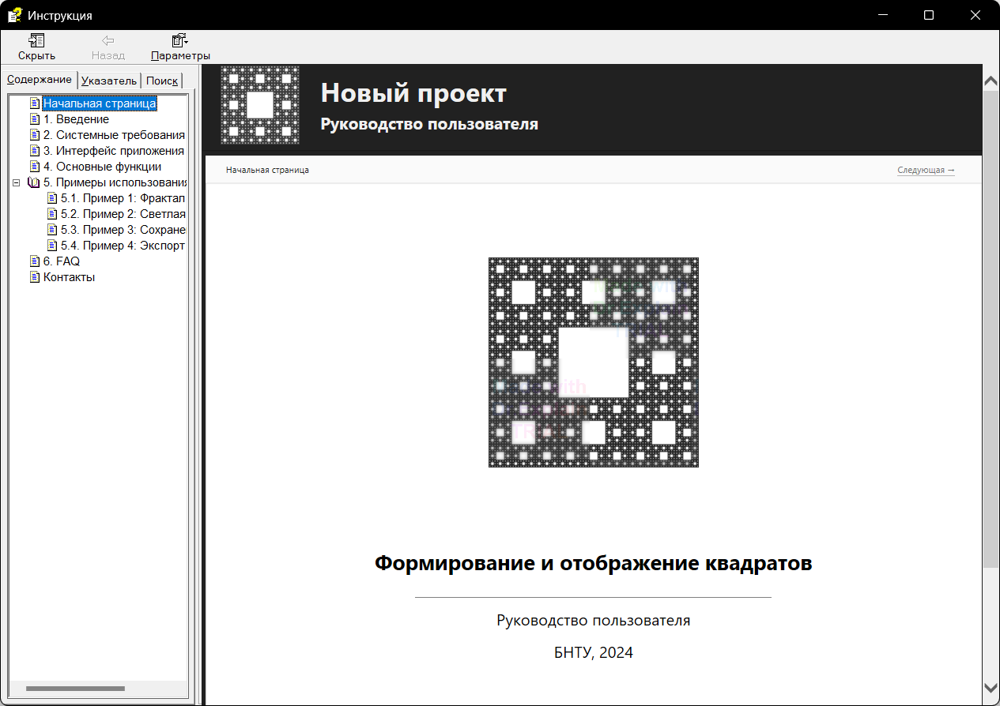 Инструкция
Скрыть
Назад
Параметры
Содержание
Указатель
Поиск
Начальная страница
1. Введение
2. Системные требования
3. Интерфейс приложения
4. Основные функции
5. Примеры использования
5.1. Пример 1: Фрактал
5.2. Пример 2: Светлая
5.3. Пример 3: Сохране
5.4. Пример 4: Экспорт
6. FAQ
Контакты
Новый проект
Руководство пользователя
Начальная страница
Следующая →
with
Формирование и отображение квадратов
Руководство пользователя
БНТУ, 2024